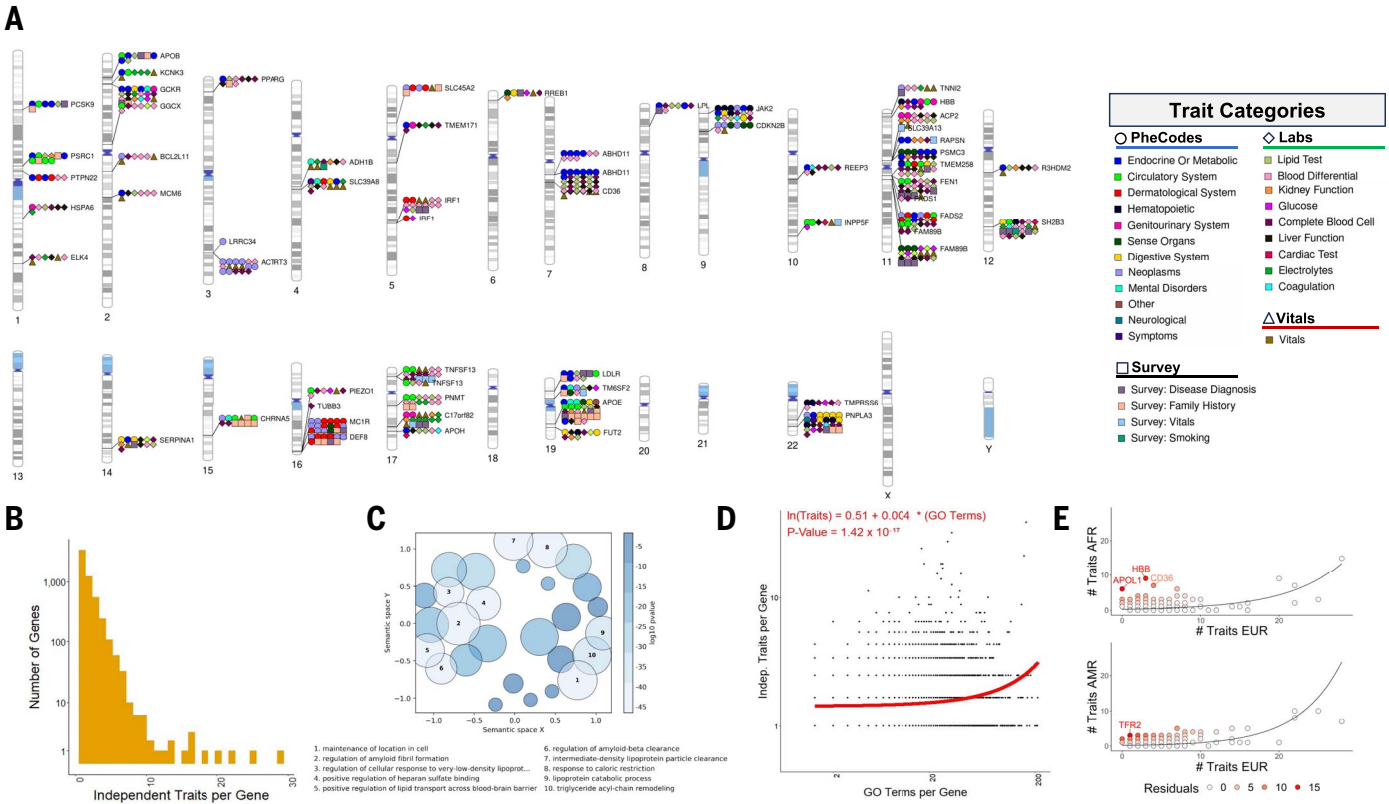 A
APOB
KCNK3
GCKR
GGCX
BCL2L11
MCM6
PCSK9
PSRC1
PTPN22
HSPA6
ELK4
PPARG
LRRC34
ACTRT3
ADH1B
SLC39A8
SLC45A2
TMEM171
IRF1
IRF1
RREB1
ABHD11
ABHD11
CD36
LPL
JAK2
CDKN2B
REEP3
INPP5F
TNNI2
HBB
ACP2
SLC39A13
RAPSN
PSMC3
TMEM258
FEN1
FADS1
FADS2
FAM89B
FAM89B
R3HDM2
SH2B3
1
2
3
4
5
6
7
8
9
10
11
12
SERPINA1
CHRNA5
PIEZO1
TUBB3
MC1R
DEF8
TNFSF13
TNFSF13
PNMT
C17orf82
APOH
LDLR
TM6SF2
APOE
FUT2
TMPRSS6
PNPLA3
13
14
15
16
17
18
19
20
21
22
X
Y
Trait Categories
PheCodes
Endocrine Or Metabolic
Circulatory System
Dermatological System
Hematopoietic
Genitourinary System
Sense Organs
Digestive System
Neoplasms
Mental Disorders
Other
Neurological
Symptoms
Labs
Lipid Test
Blood Differential
Kidney Function
Glucose
Complete Blood Cell
Liver Function
Cardiac Test
Electrolytes
Coagulation
Vitals
Vitals
Survey
Survey: Disease Diagnosis
Survey: Family History
Survey: Vitals
Survey: Smoking
B
Number of Genes
1,000
100
10
1
0
10
20
30
Independent Traits per Gene
C
Semantic space Y
1.0
0.5
0.0
−0.5
−1.0
7
8
3
4
2
5
6
9
10
1
−1.0 −0.5 0.0 0.5 1.0
Semantic space X
-5
-10
-15
-20
-25
-30
-35
-40
-45
log10 pvalue
1. maintenance of location in cell
2. regulation of amyloid fibril formation
3. regulation of cellular response to very-low-density lipoprot...
4. positive regulation of heparan sulfate binding
5. positive regulation of lipid transport across blood-brain barrier
6. regulation of amyloid-beta clearance
7. intermediate-density lipoprotein particle clearance
8. response to caloric restriction
9. lipoprotein catabolic process
10. triglyceride acyl-chain remodeling
D
ln(Traits) = 0.51 + 0.004 * (GO Terms)
P-Value = 1.42 x 10⁻¹⁷
Indep. Traits per Gene
10
1
2
20
200
GO Terms per Gene
E
# Traits AFR
20
10
0
HBB
APOL1
CD36
0
20
# Traits EUR
# Traits AMR
20
10
0
TFR2
0
20
# Traits EUR
Residuals 0 5 10 15